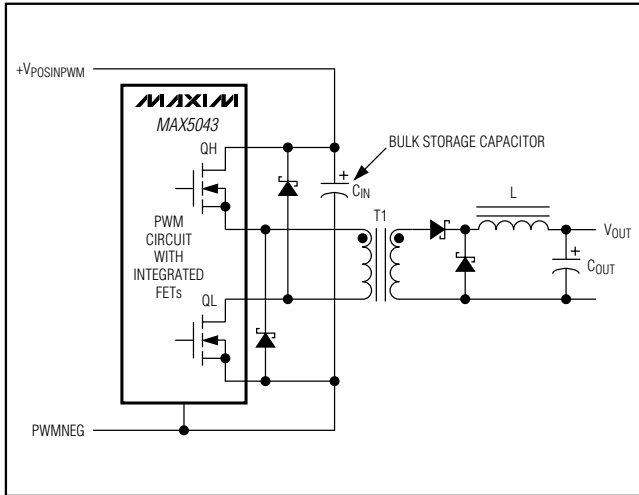 +VPOSINPWM
MAXIM
MAX5043
QH
BULK STORAGE CAPACITOR
+
CIN
T1
L
VOUT
PWM
CIRCUIT
WITH
INTEGRATED
FETs
+
COUT
QL
PWMNEG